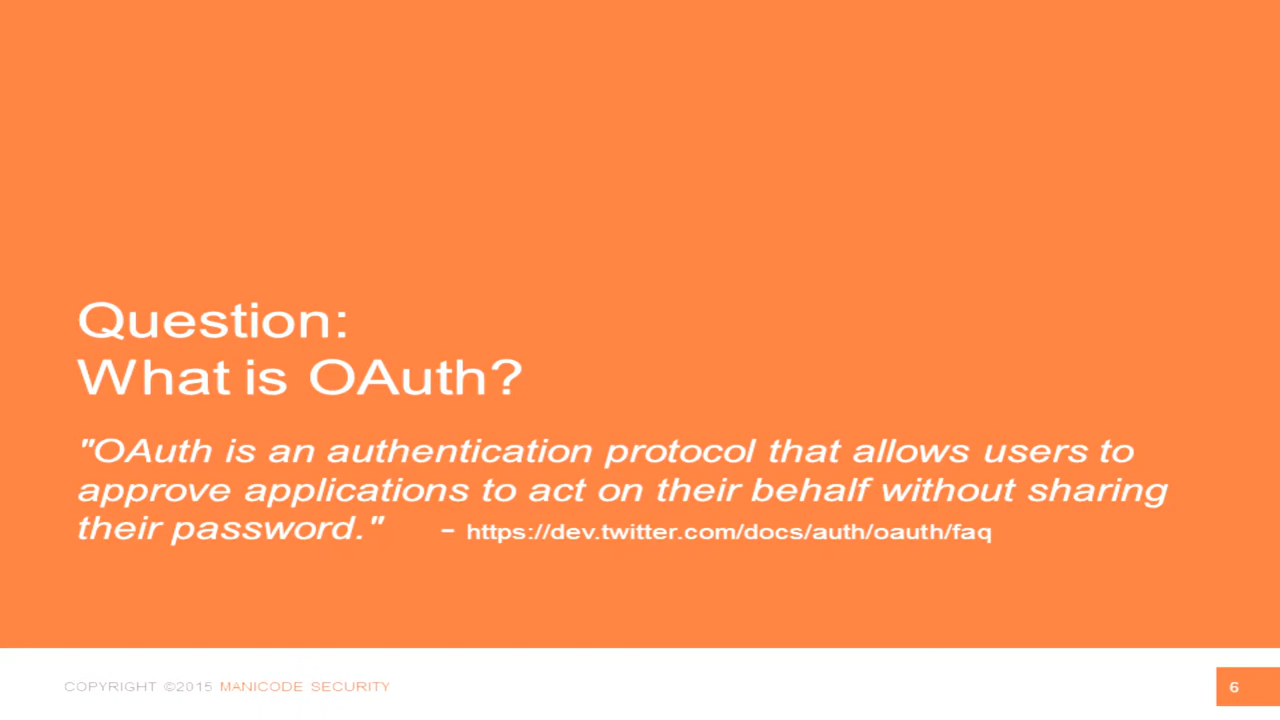 Question:
What is OAuth?
"OAuth is an authentication protocol that allows users to
approve applications to act on their behalf without sharing
their password." - https://dev.twitter.com/docs/auth/oauth/faq
COPYRIGHT ©2015 MANICODE SECURITY
6